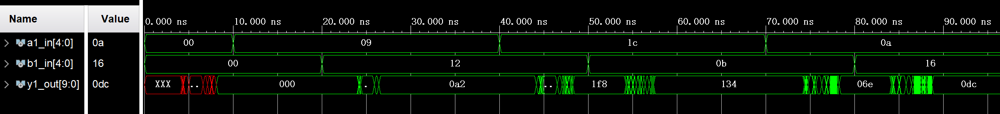 Name Value
0.000 ns 10.000 ns 20.000 ns 30.000 ns 40.000 ns 50.000 ns 60.000 ns 70.000 ns 80.000 ns 90.000 ns
a1_in[4:0] 0a 00 09 1c 0a
b1_in[4:0] 16 00 12 0b 16
y1_out[9:0] 0dc XXX .. 000 . 0a2 .. 1f8 134 06e 0dc